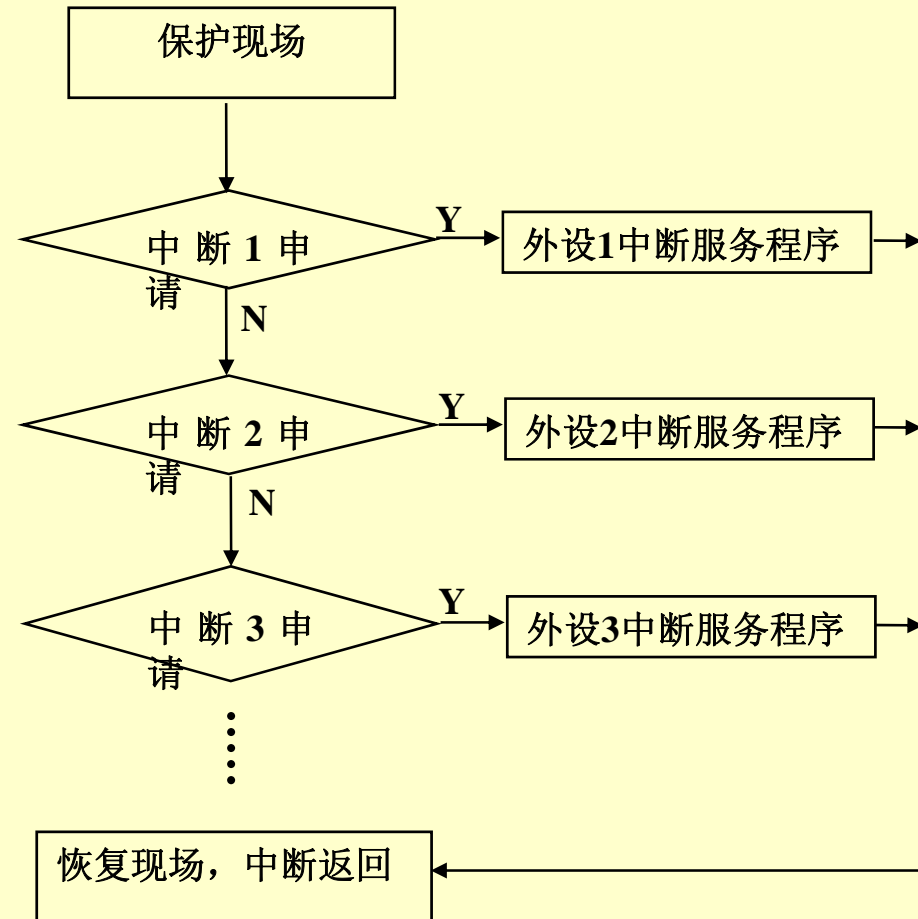 保护现场
中 断 1 申
请
Y
外设1中断服务程序
N
中 断 2 申
请
Y
外设2中断服务程序
N
中 断 3 申
请
Y
外设3中断服务程序
恢复现场，中断返回